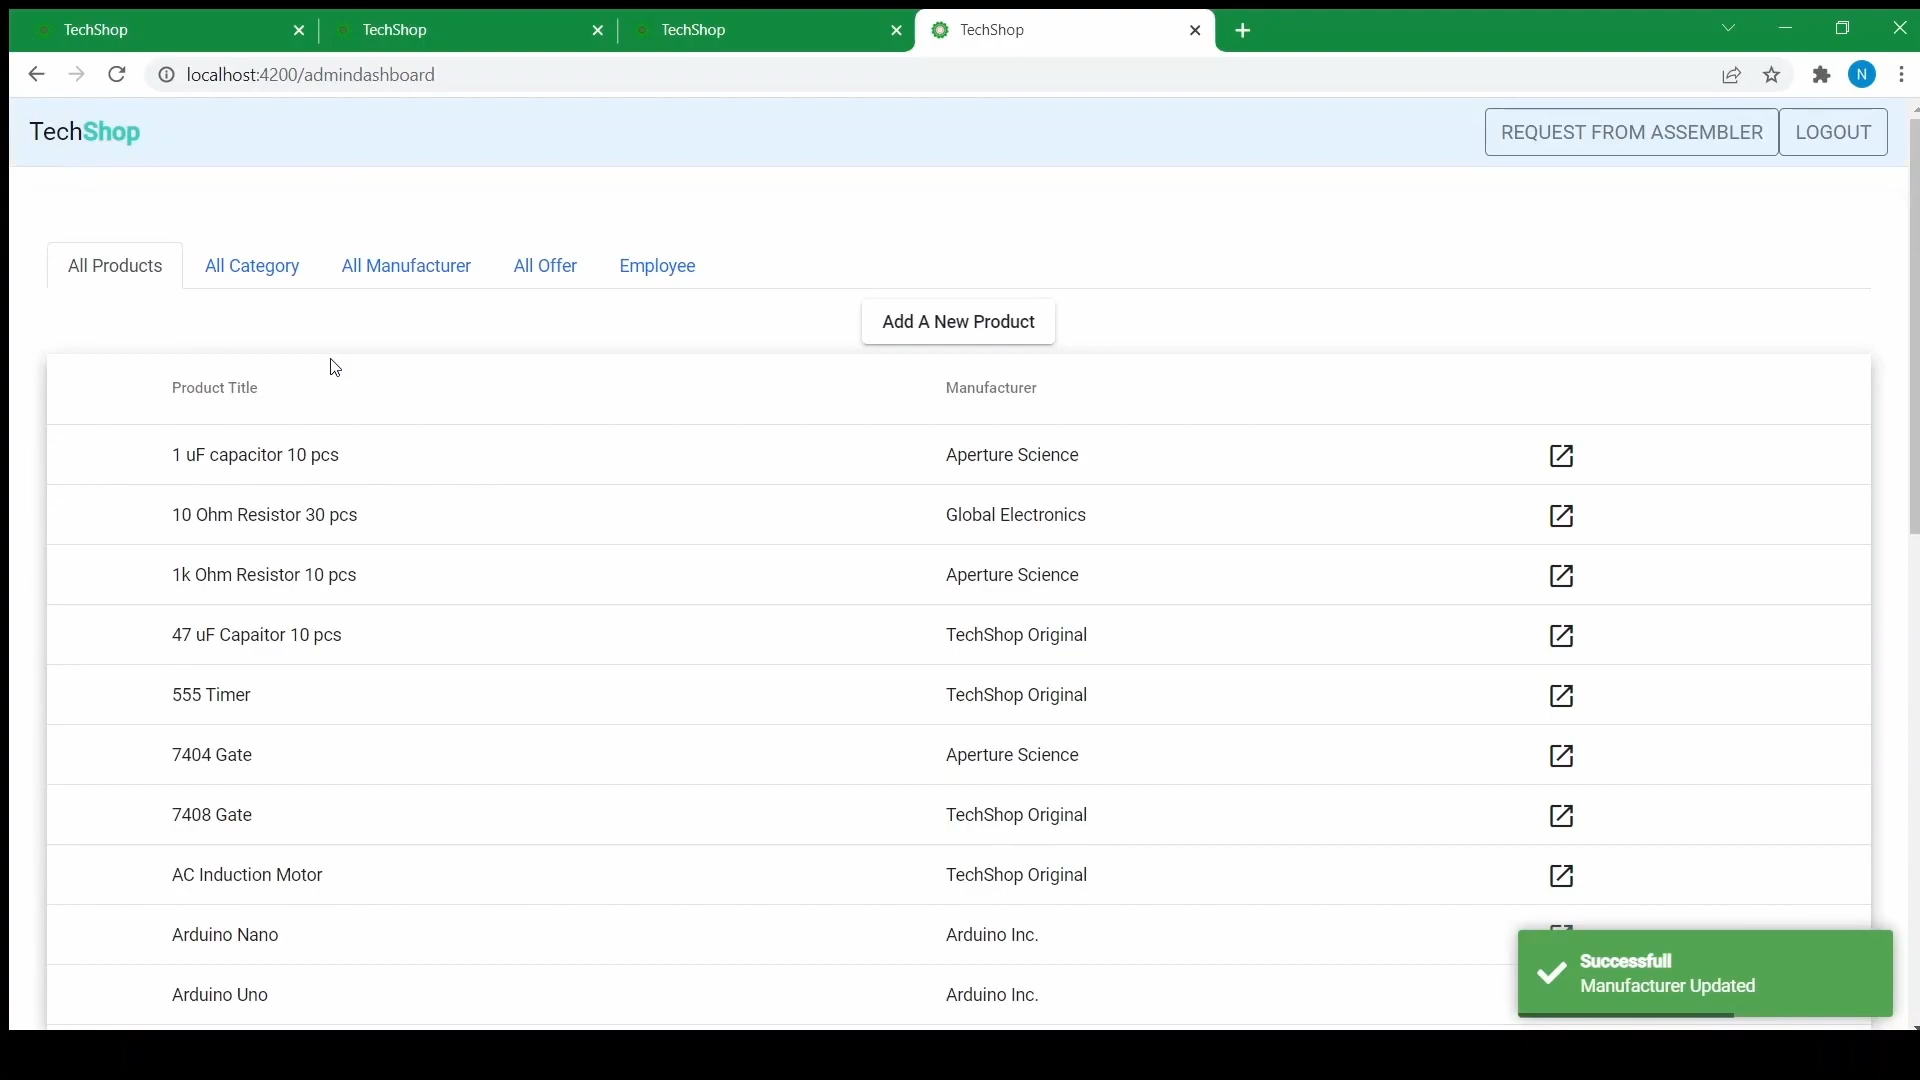 TechShop TechShop TechShop TechShop
localhost:4200/admindashboard N
TechShop REQUEST FROM ASSEMBLER LOGOUT
All Products All Category All Manufacturer All Offer Employee
Add A New Product
Product Title Manufacturer
1 uF capacitor 10 pcs Aperture Science
10 Ohm Resistor 30 pcs Global Electronics
1k Ohm Resistor 10 pcs Aperture Science
47 uF Capaitor 10 pcs TechShop Original
555 Timer TechShop Original
7404 Gate Aperture Science
7408 Gate TechShop Original
AC Induction Motor TechShop Original
Arduino Nano Arduino Inc.
Arduino Uno Arduino Inc.
Successfull
Manufacturer Updated